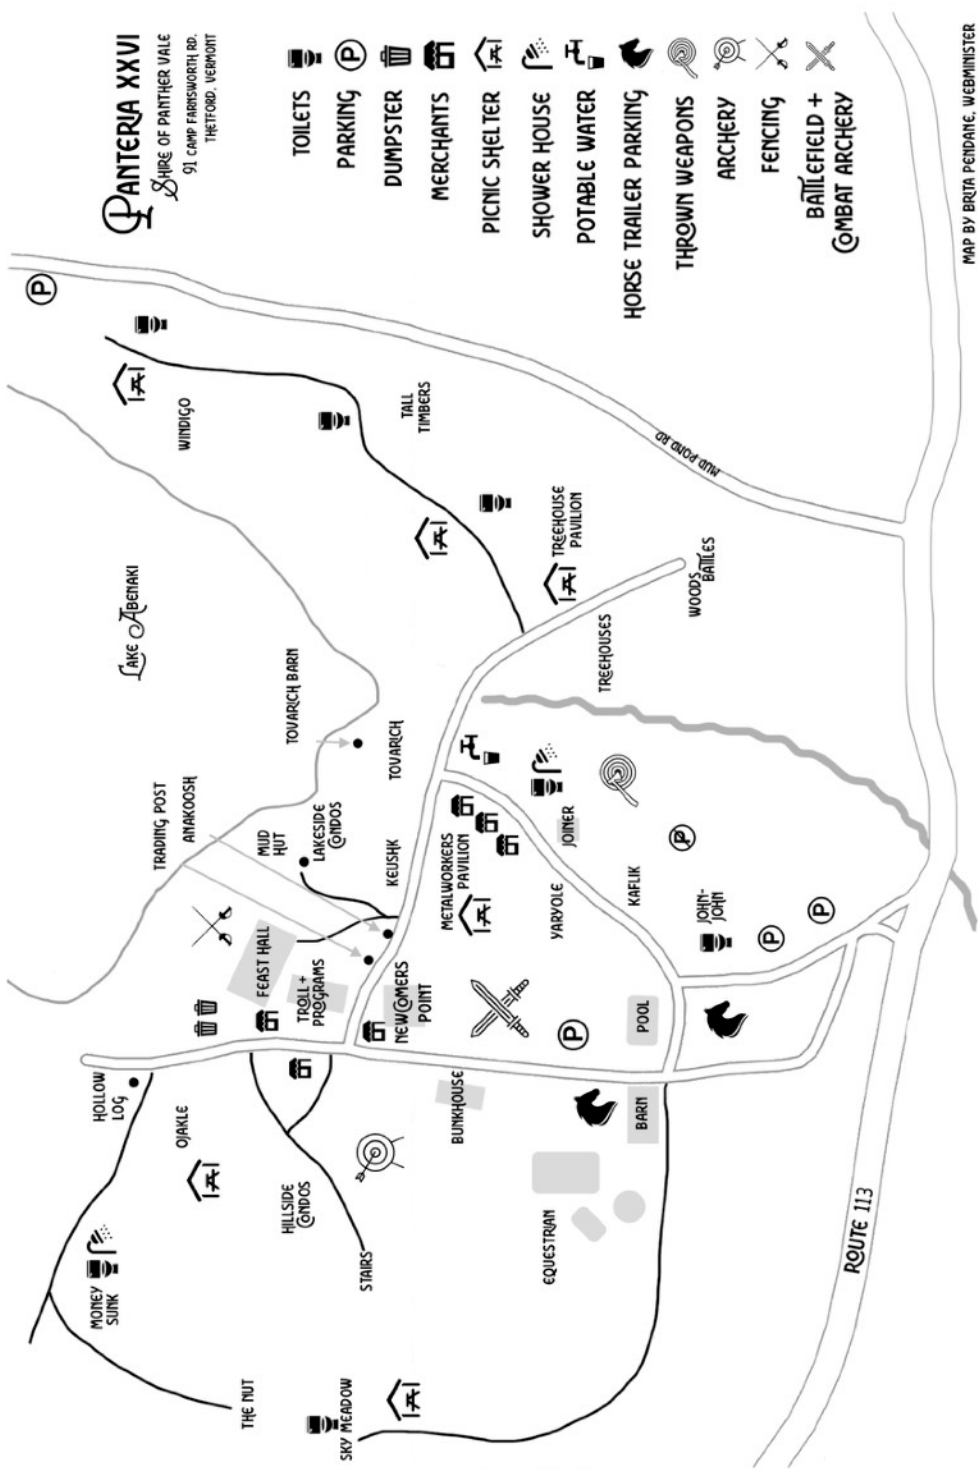 PANTERIA XXVI
SHIRE OF PANTHER VALE
91 CAMP FARNSWORTH RD.
THETFORD, VERMONT
TOILETS
PARKING
DUMPSTER
MERCHANTS
PICNIC SHELTER
SHOWER HOUSE
POTABLE WATER
HORSE TRAILER PARKING
THROWN WEAPONS
ARCHERY
FENCING
BATTLEFIELD +
COMBAT ARCHERY
MAP BY BRITA PENDANE, WEBMINISTER
P
WINDIGO
TALL
TIMBERS
MUD POND RD
LAKE ABENAKI
TREEHOUSE
PAVILION
WOODS
BATTLES
TREEHOUSES
TOVARICH BARN
TOVARICH
TRADING POST
ANAKOOSH
MUD
HUT
LAKESIDE
CONDOS
KEUSHK
METALWORKERS
PAVILION
JOINER
YARYOLE
KAFLIK
P
JOHN-
JOHN
P
P
FEAST HALL
TROLL +
PROGRAMS
NEWCOMERS
POINT
P
POOL
HOLLOW
LOG
OJAKLE
BUNKHOUSE
BARN
HILLSIDE
CONDOS
STAIRS
EQUESTRIAN
ROUTE 113
MONEY
SUNK
THE NUT
SKY MEADOW
P